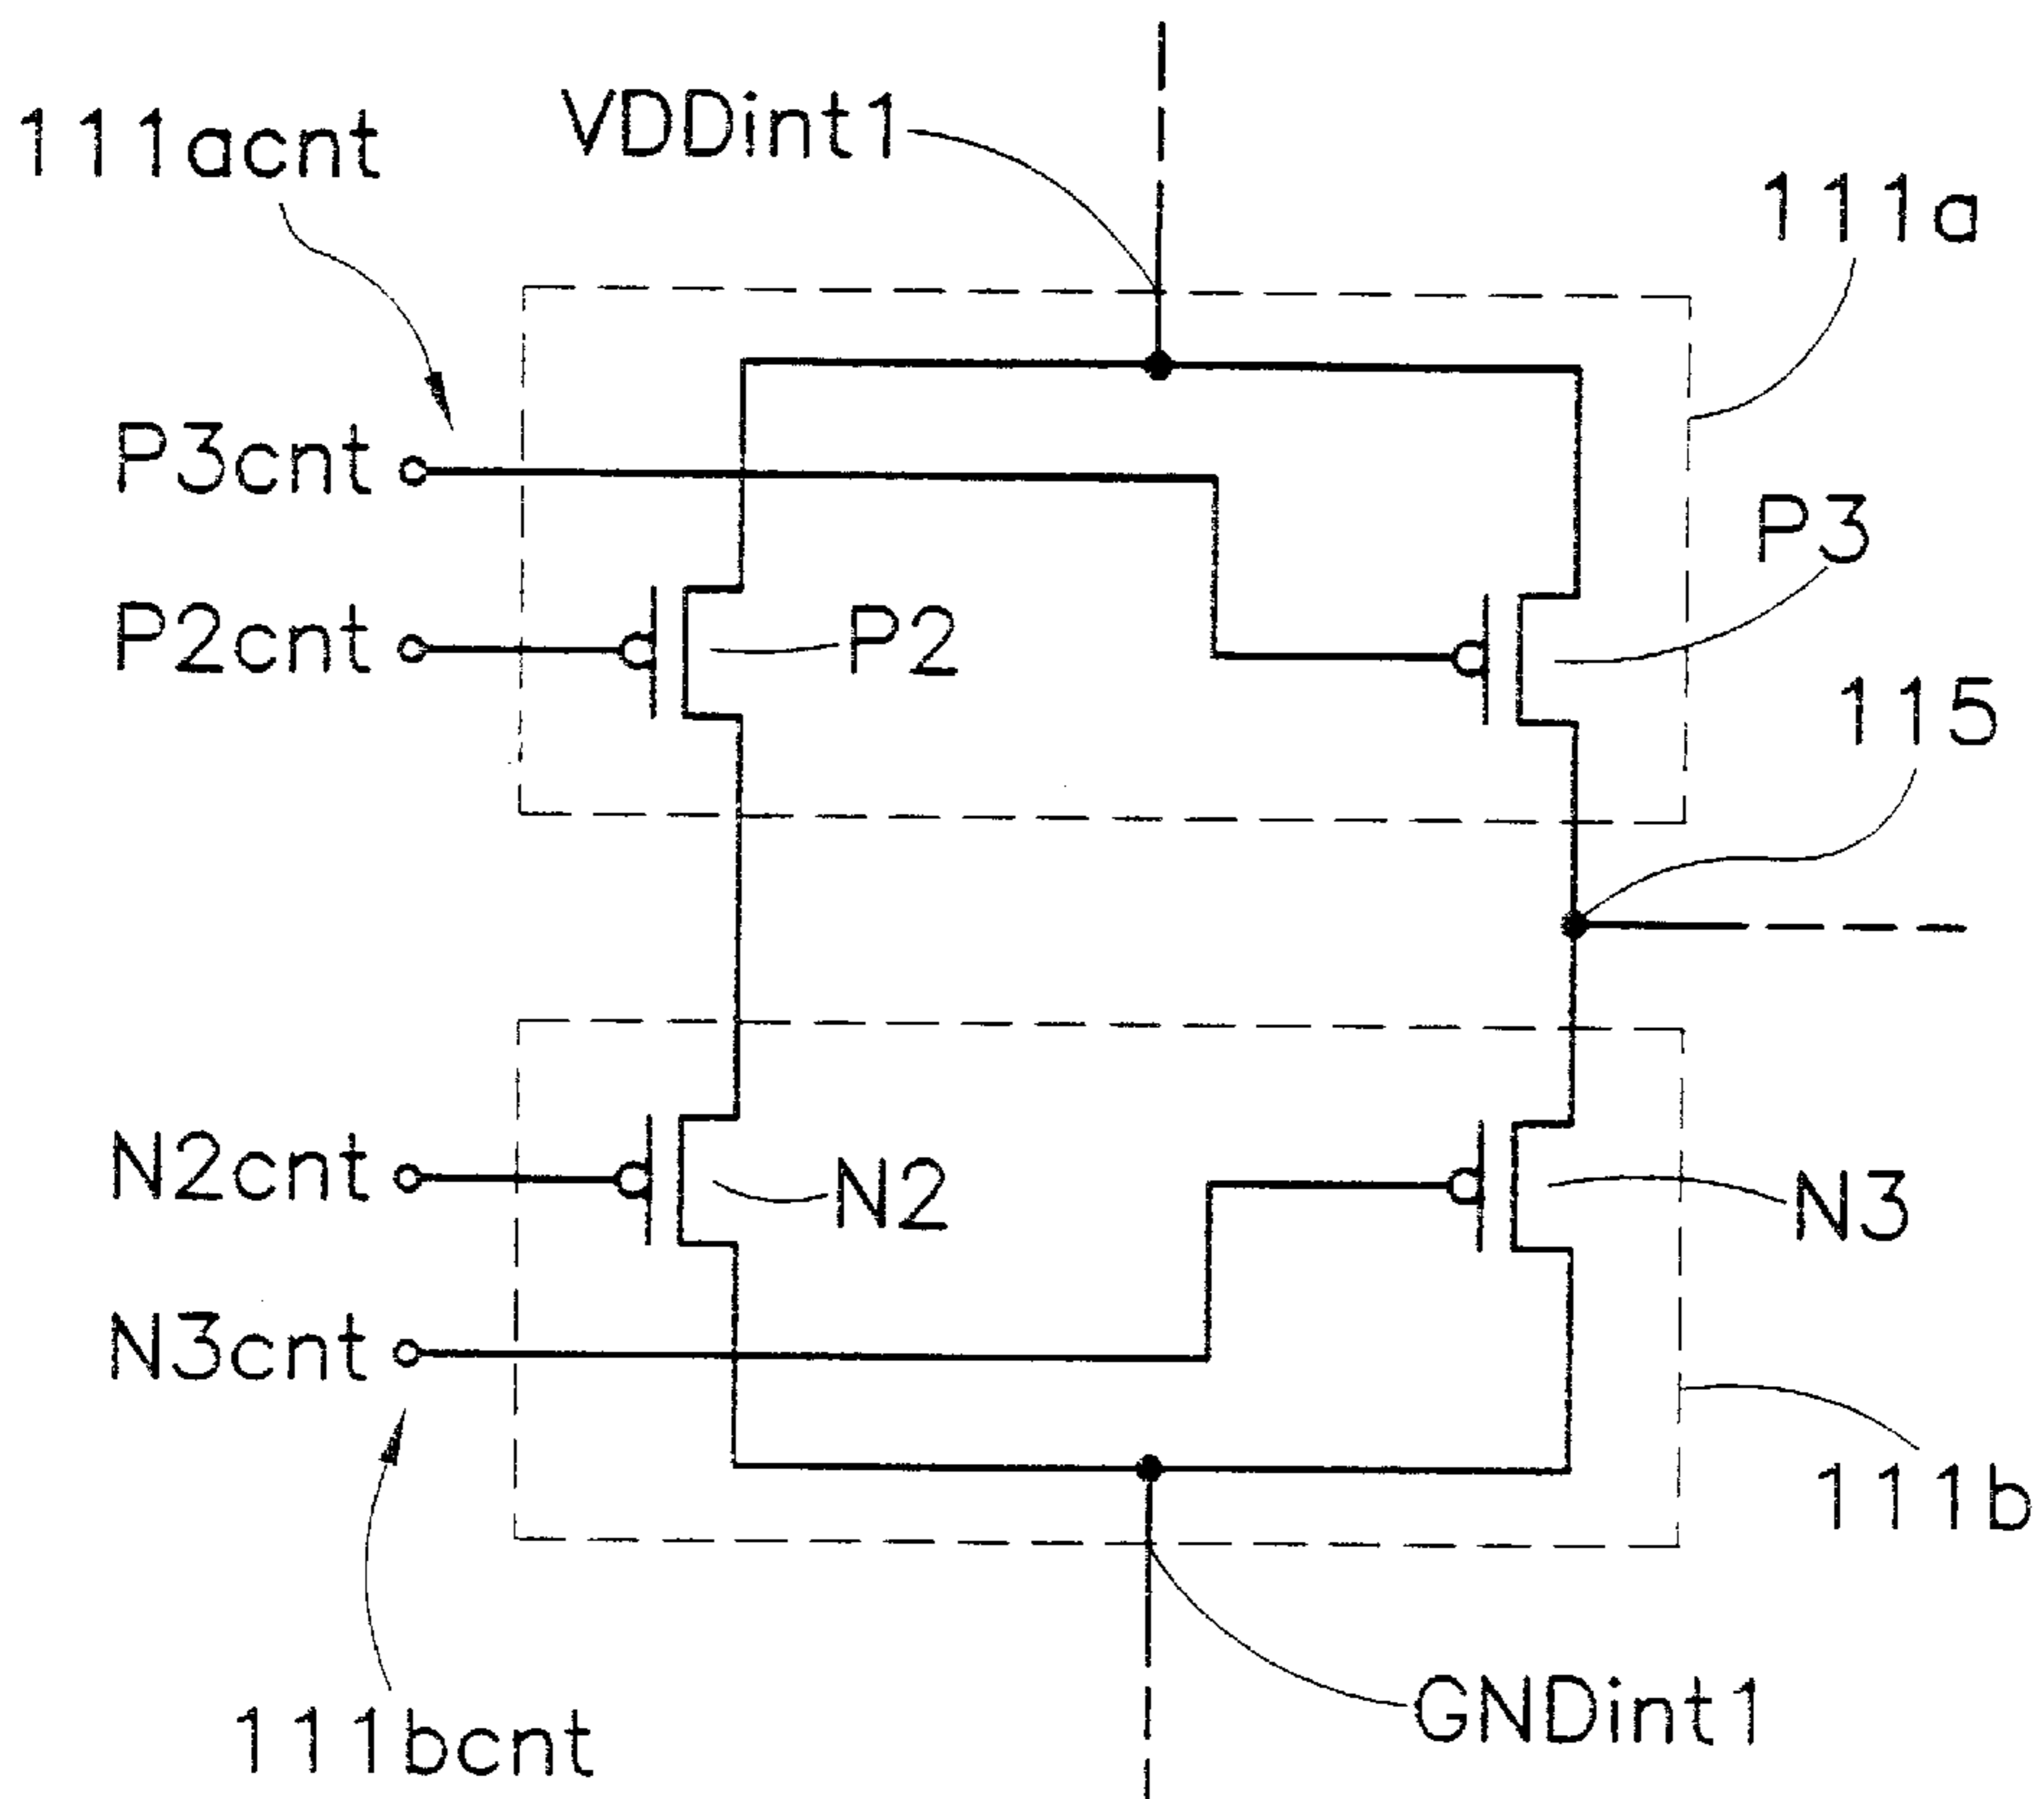 VDDint1
111acnt
111a
P3cnt
P3
P2cnt
P2
115
N2cnt
N2
N3
N3cnt
111b
GNDint1
111bcnt